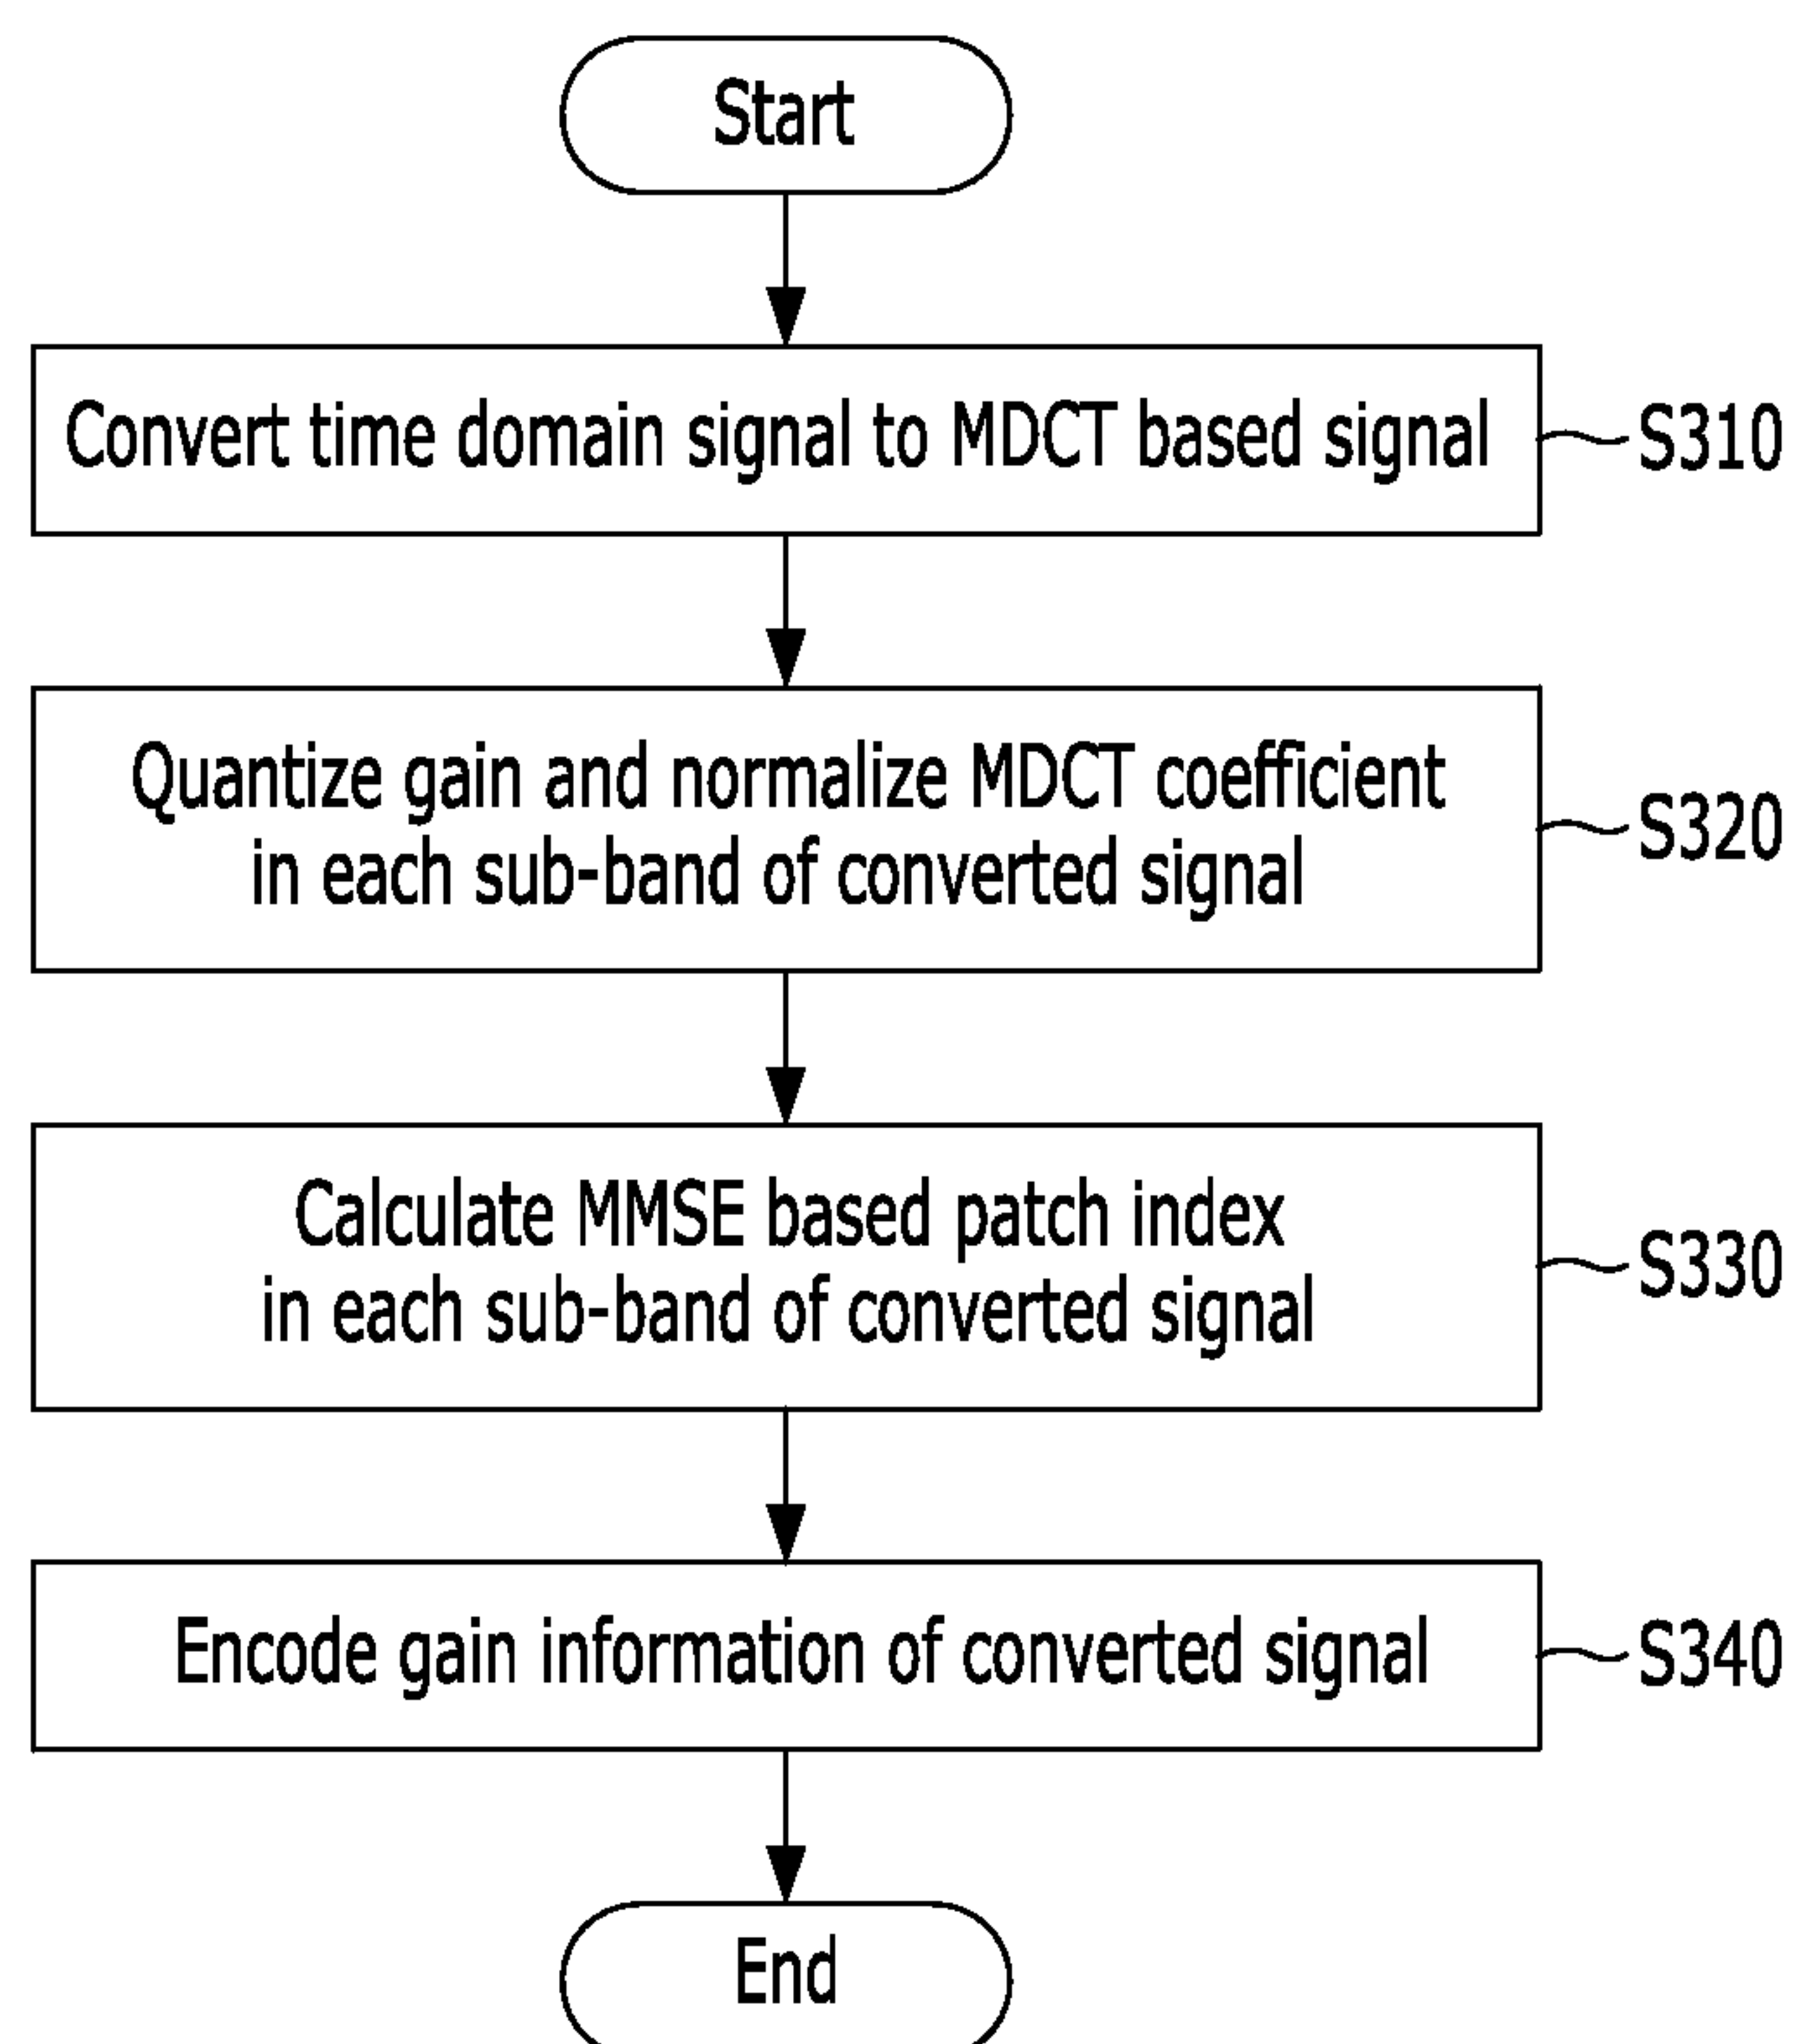 Start
Convert time domain signal to MDCT based signal
S310
Quantize gain and normalize MDCT coefficient
in each sub-band of converted signal
S320
Calculate MMSE based patch index
in each sub-band of converted signal
S330
Encode gain information of converted signal
S340
End